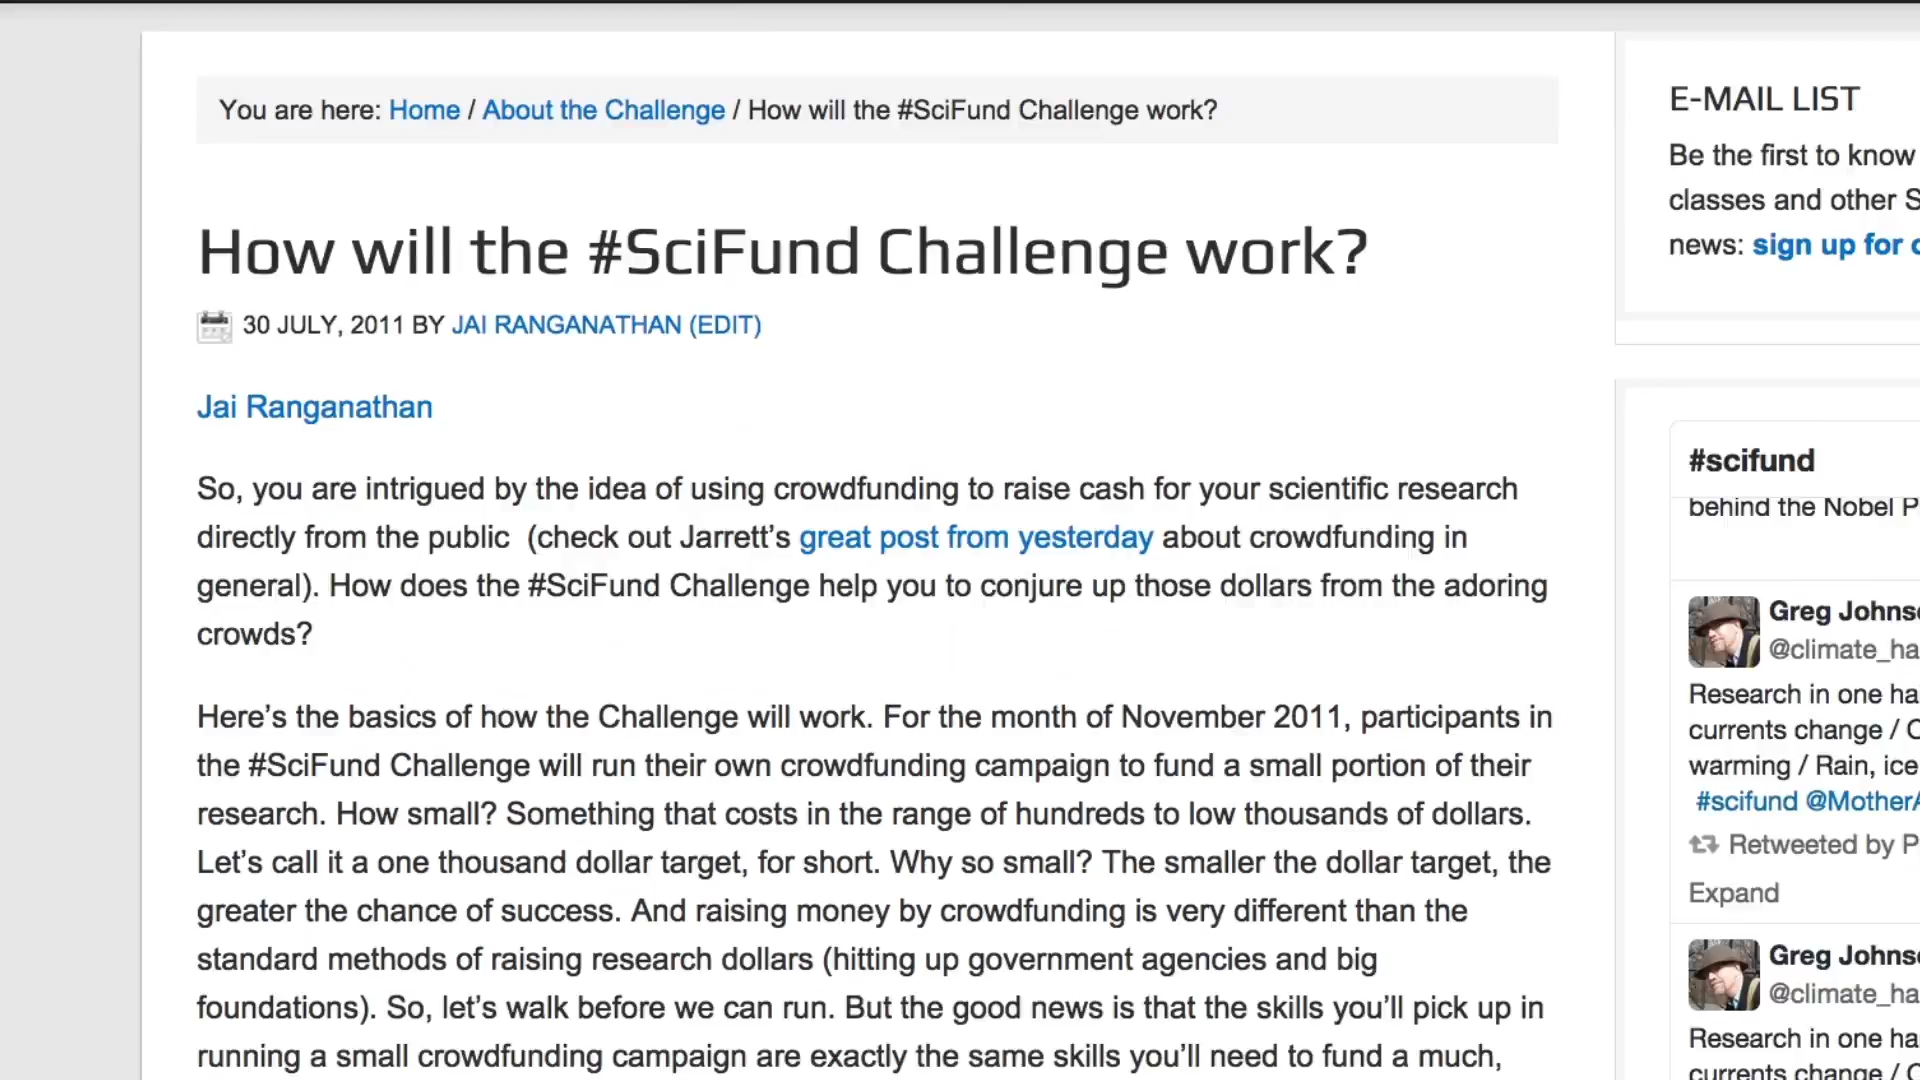 You are here: Home / About the Challenge / How will the #SciFund Challenge work?
How will the #SciFund Challenge work?
30 JULY, 2011 BY JAI RANGANATHAN (EDIT)
Jai Ranganathan
So, you are intrigued by the idea of using crowdfunding to raise cash for your scientific research
directly from the public (check out Jarrett’s great post from yesterday about crowdfunding in
general). How does the #SciFund Challenge help you to conjure up those dollars from the adoring
crowds?
Here’s the basics of how the Challenge will work. For the month of November 2011, participants in
the #SciFund Challenge will run their own crowdfunding campaign to fund a small portion of their
research. How small? Something that costs in the range of hundreds to low thousands of dollars.
Let’s call it a one thousand dollar target, for short. Why so small? The smaller the dollar target, the
greater the chance of success. And raising money by crowdfunding is very different than the
standard methods of raising research dollars (hitting up government agencies and big
foundations). So, let’s walk before we can run. But the good news is that the skills you’ll pick up in
running a small crowdfunding campaign are exactly the same skills you’ll need to fund a much,
E-MAIL LIST
Be the first to know
classes and other S
news: sign up for
#scifund
behind the Nobel P
Greg Johns
@climate_ha
Research in one ha
currents change /
warming / Rain, ice
#scifund @Mother
Retweeted by P
Expand
Greg Johns
@climate_ha
Research in one ha
currents change /